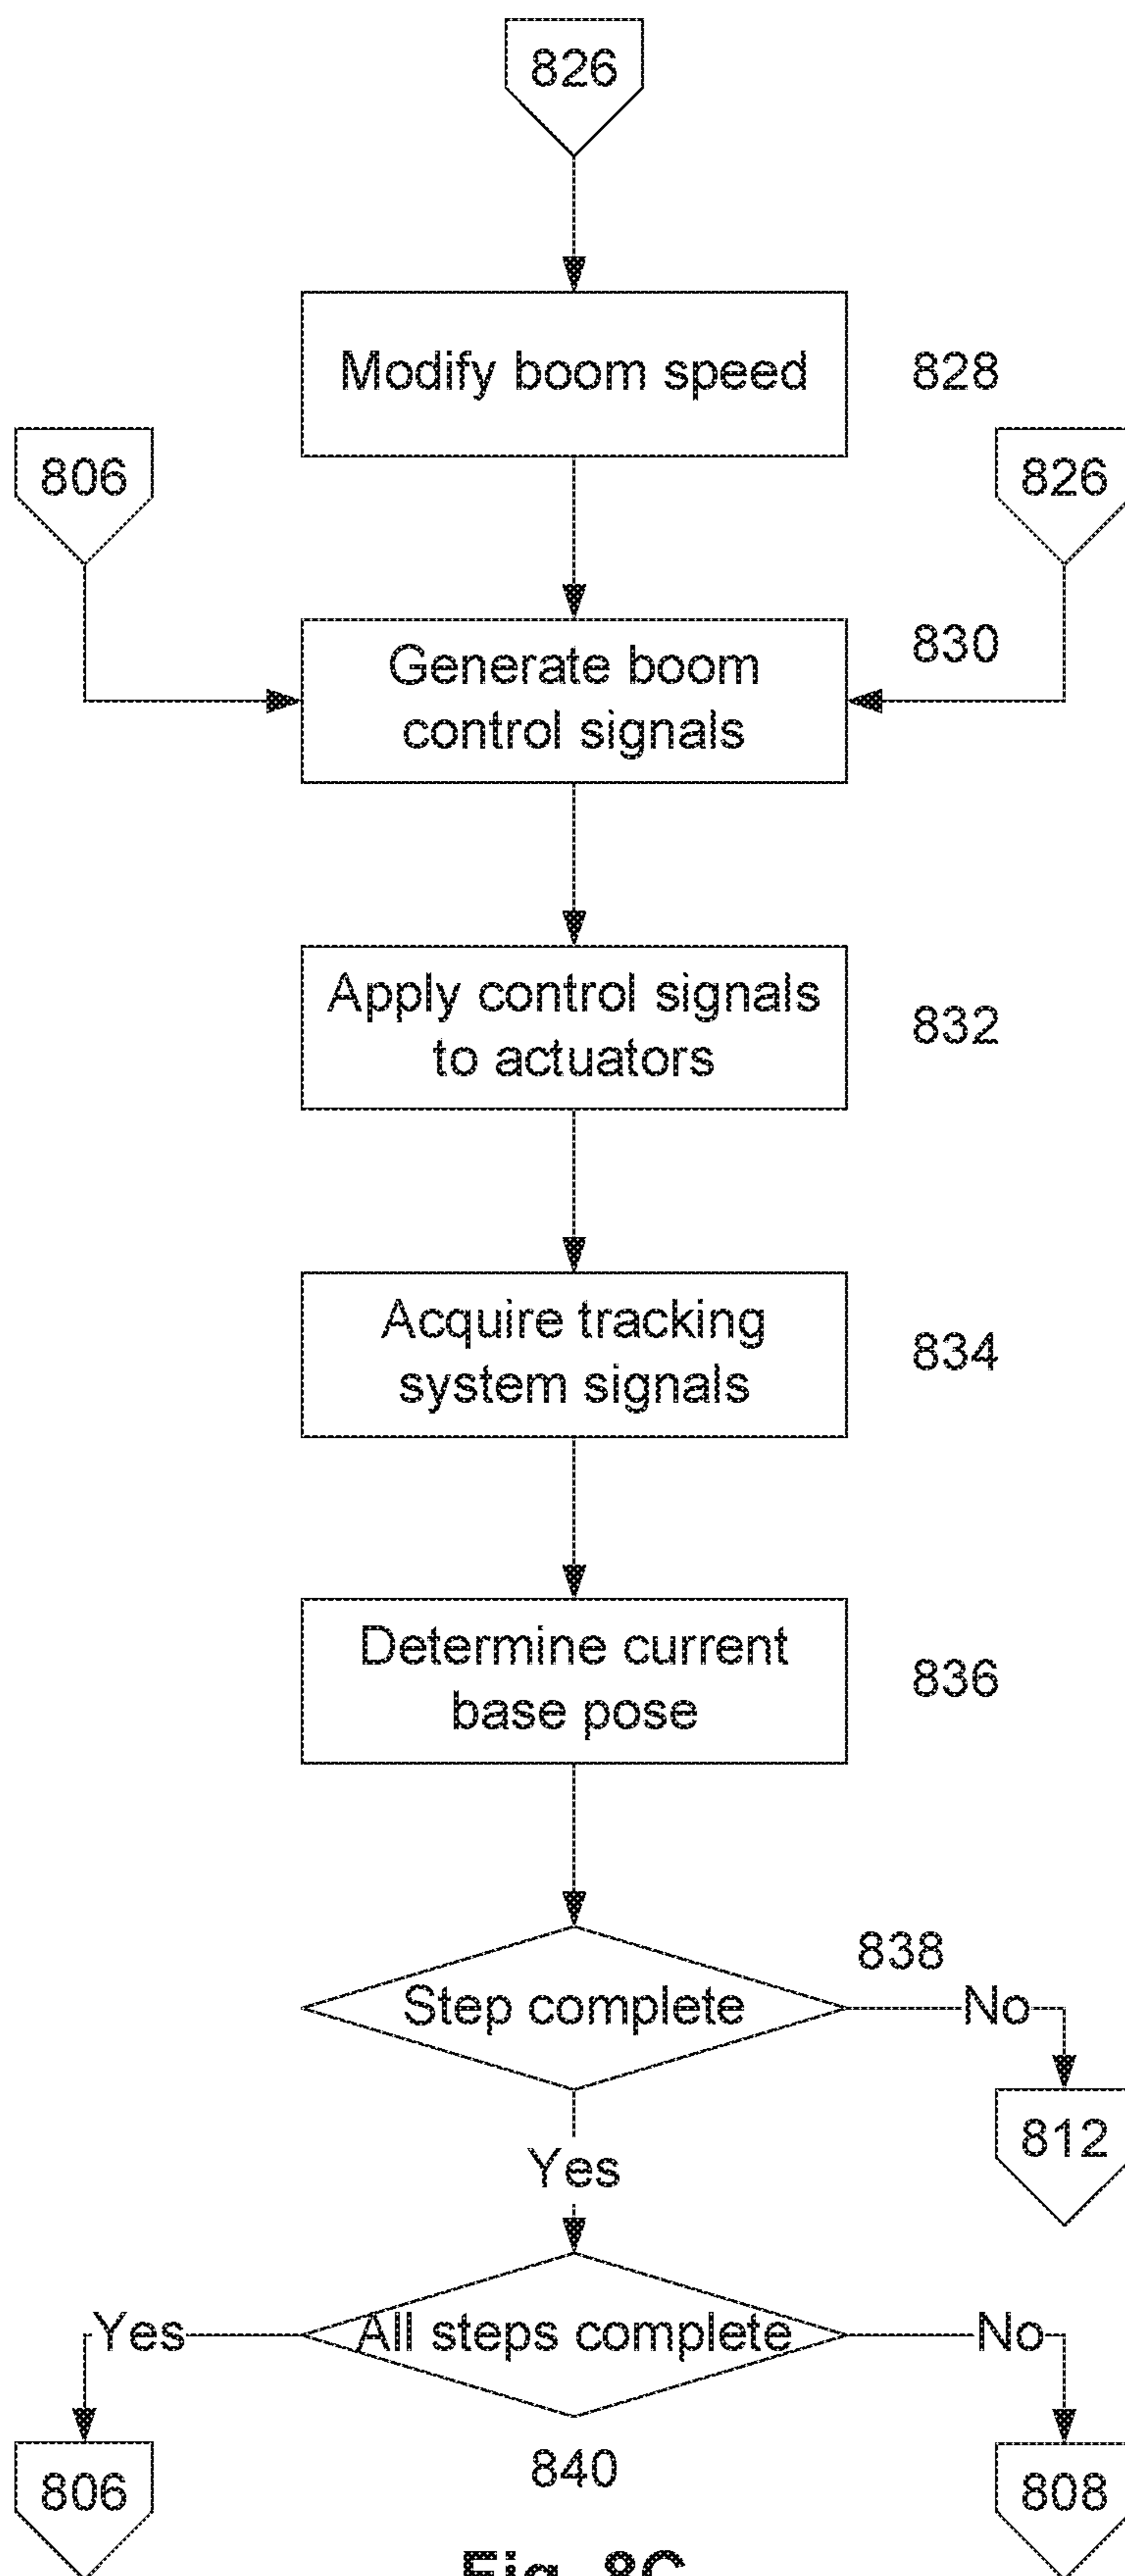 826
Modify boom speed
828
806
826
Generate boom
control signals
830
Apply control signals
to actuators
832
Acquire tracking
system signals
834
Determine current
base pose
836
838
Step complete
No
812
Yes
Yes
All steps complete
No
806
840
808
Fig. 8C